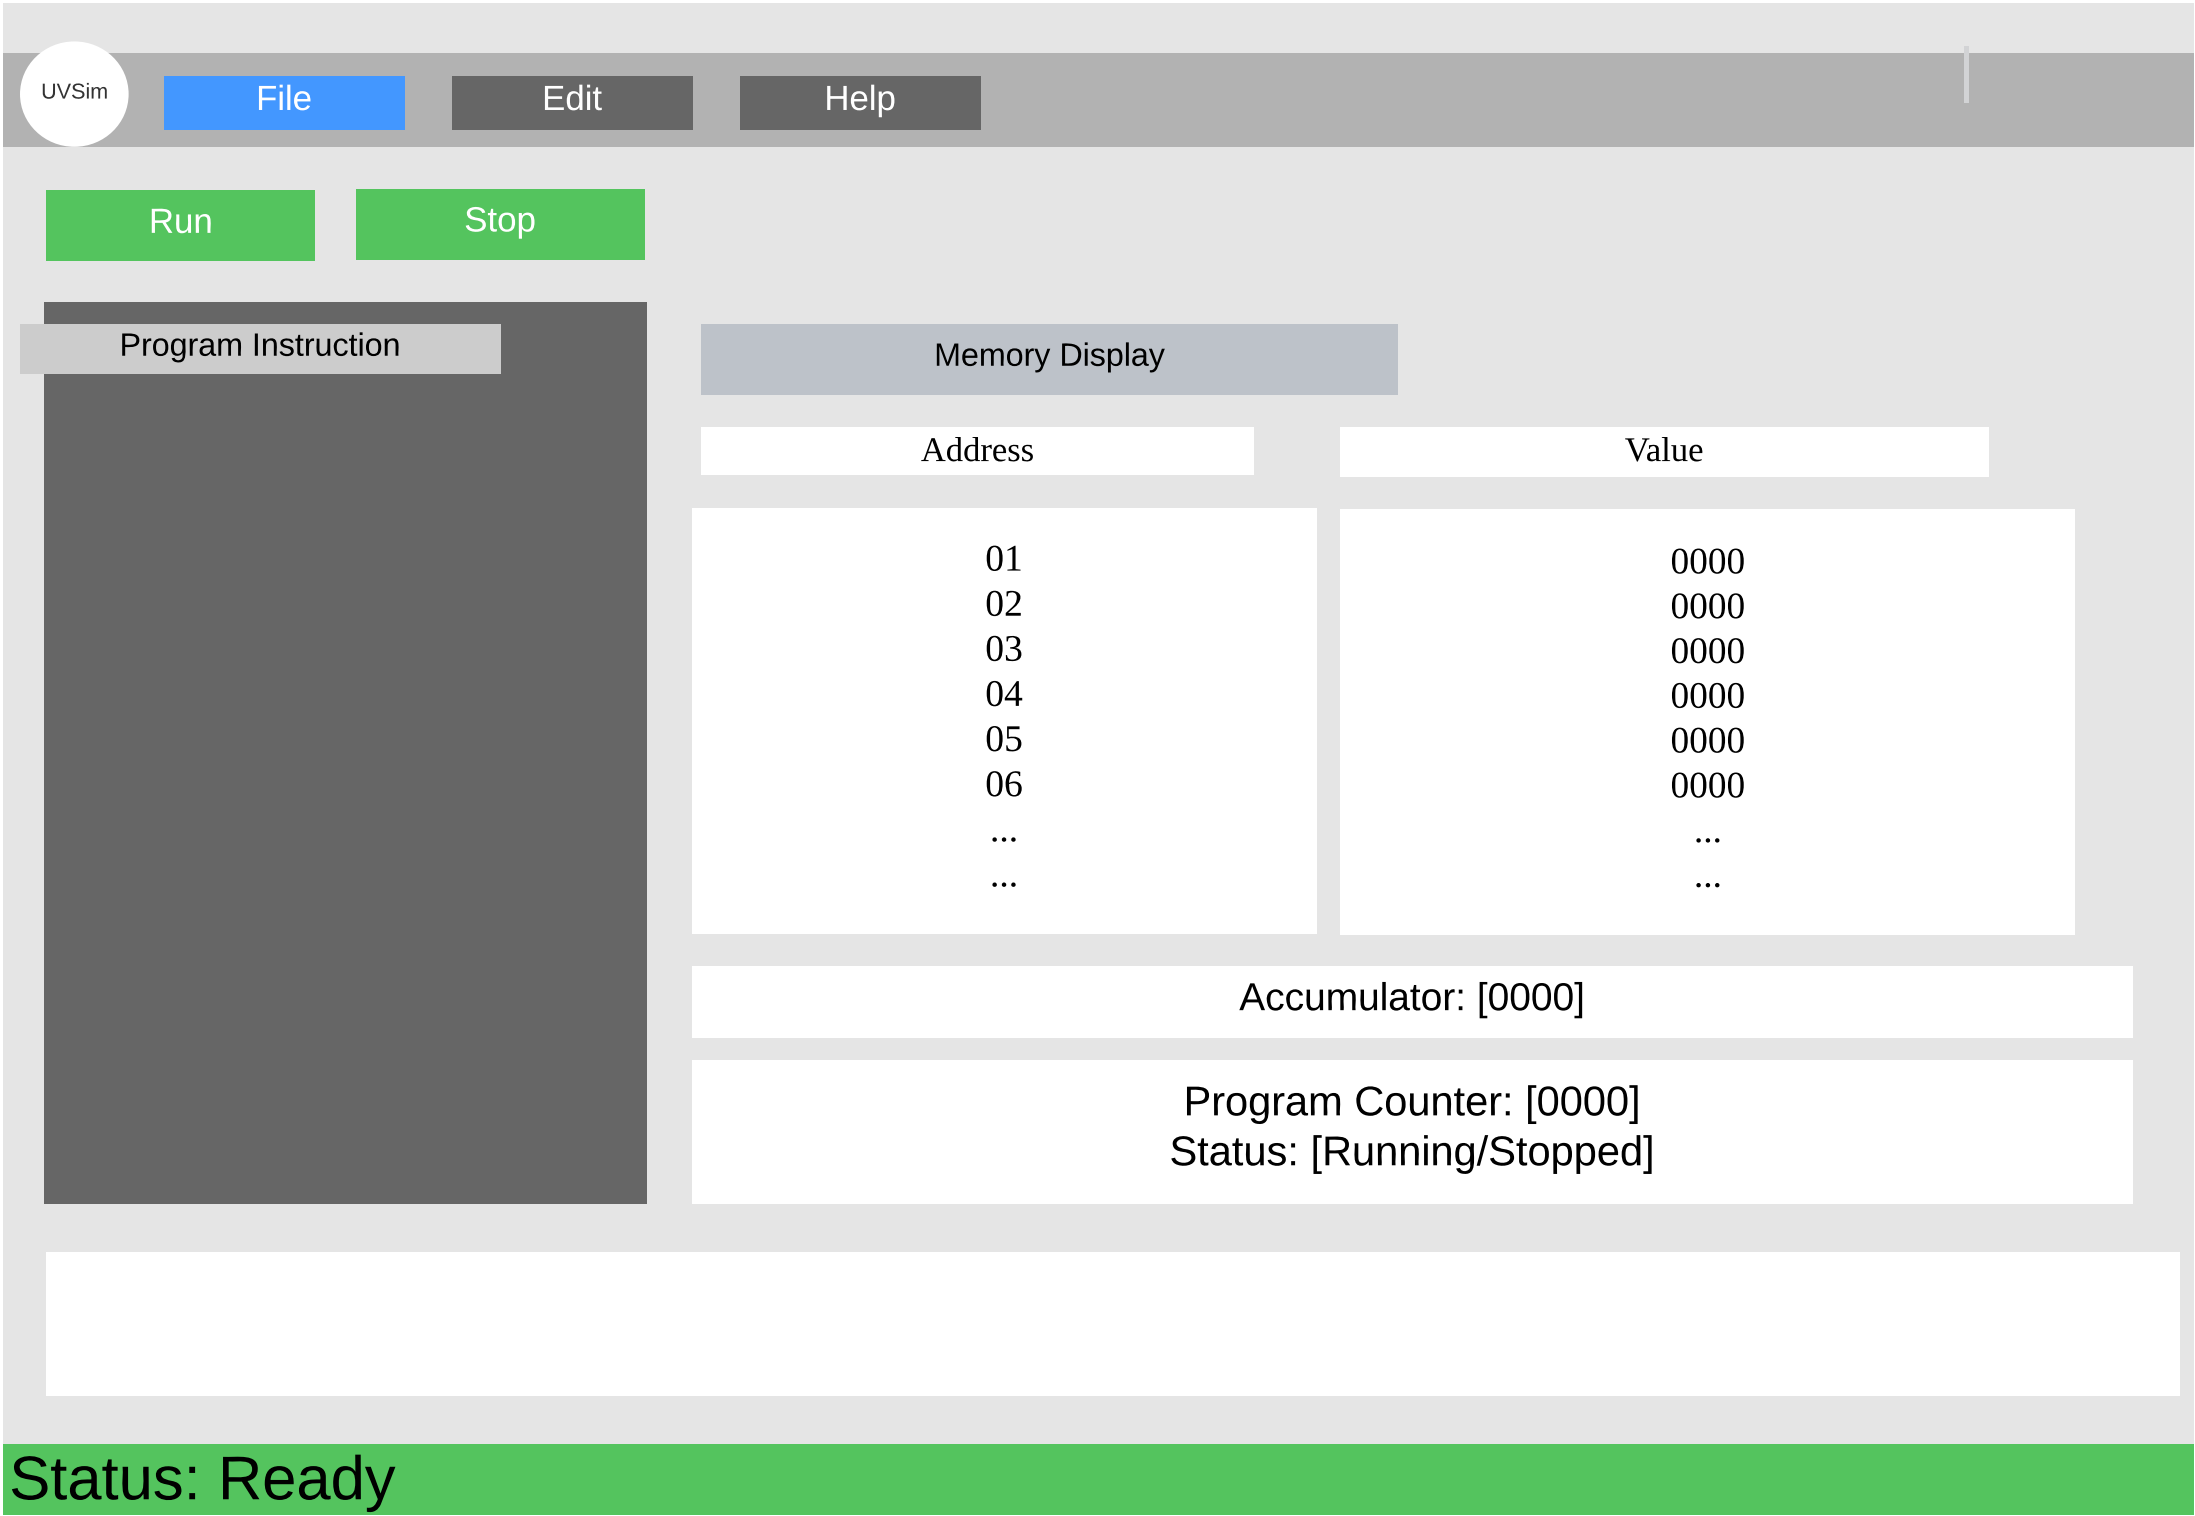 UVSim
File
Edit
Help
Run
Stop
Program Instruction
Memory Display
Address
Value
01
02
03
04
05
06
...
...
0000
0000
0000
0000
0000
0000
...
...
Accumulator: [0000]
Program Counter: [0000]
Status: [Running/Stopped]
Status: Ready